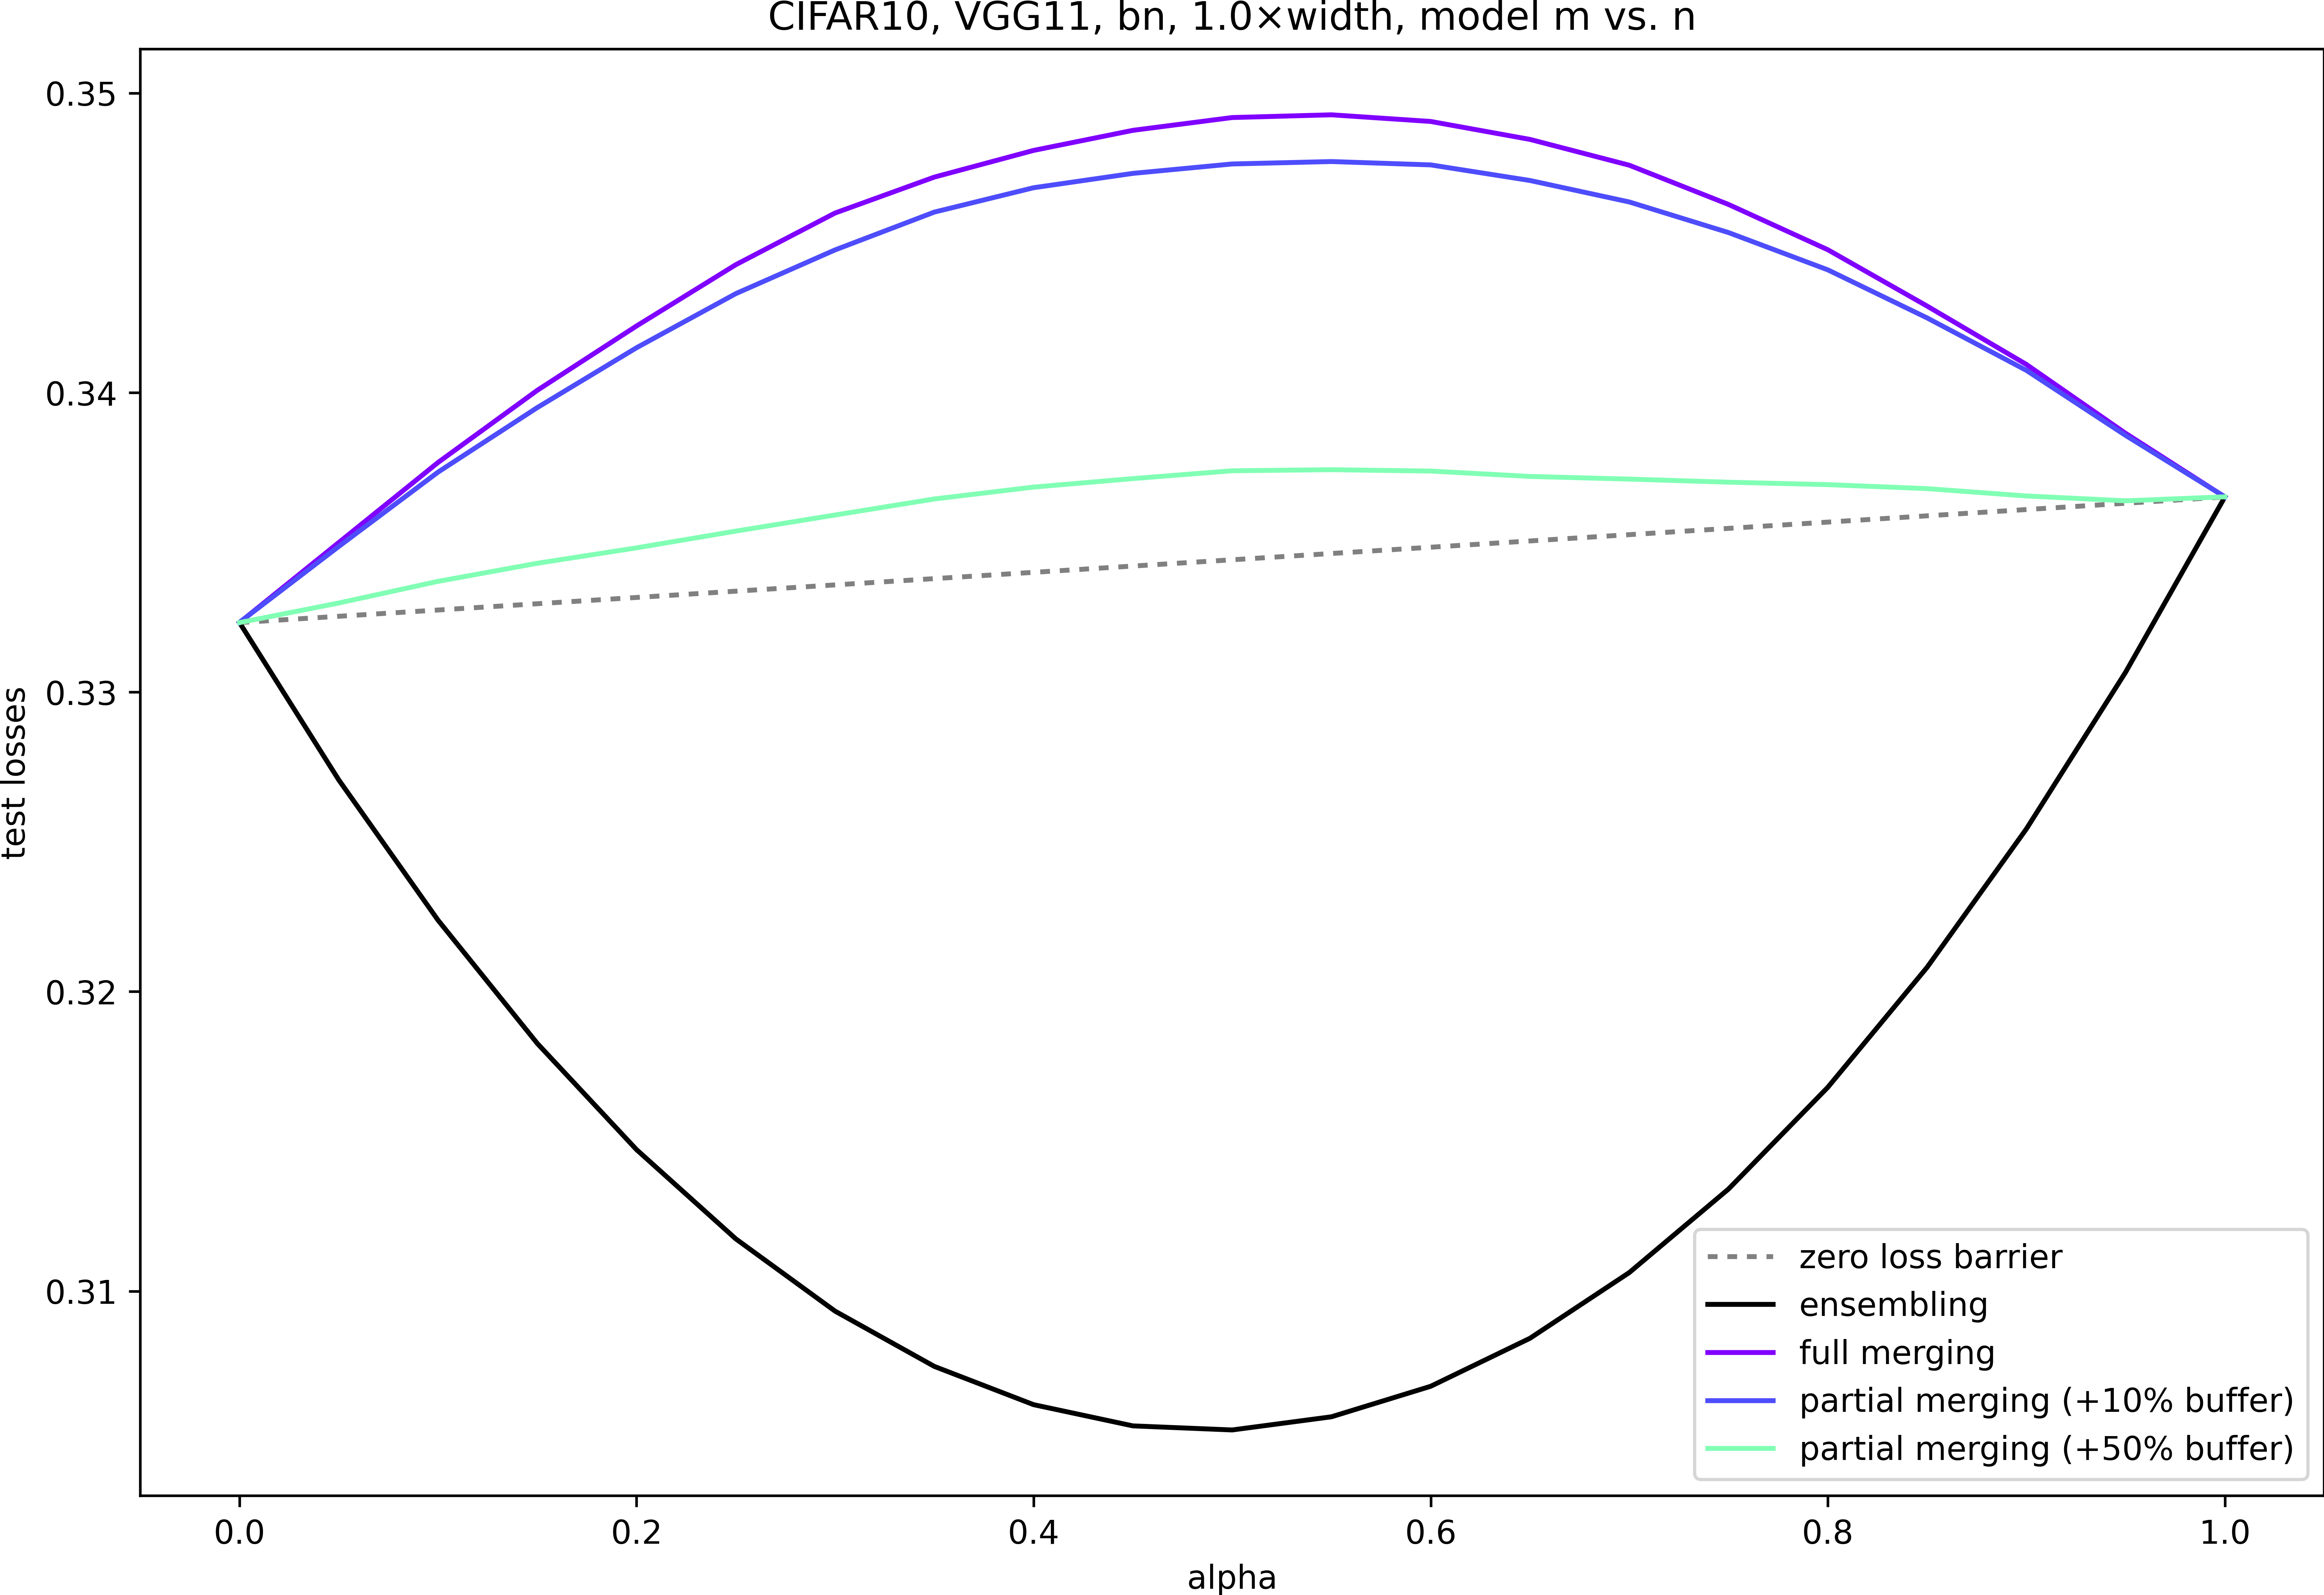 CIFAR10, VGG11, bn, 1.0×width, model m vs. n
0.35
0.34
0.33
0.32
0.31
test losses
0.0 0.2 0.4 0.6 0.8 1.0
alpha
zero loss barrier
ensembling
full merging
partial merging (+10% buffer)
partial merging (+50% buffer)